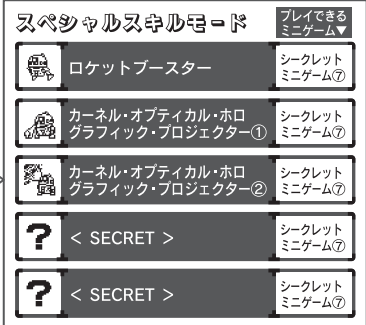 スペシャルスキルモード
プレイできる
ミニゲーム▼
ロケットブースター
シークレット
ミニゲーム⑦
カーネル・オプティカル・ホロ
グラフィック・プロジェクター①
シークレット
ミニゲーム⑦
カーネル・オプティカル・ホロ
グラフィック・プロジェクター②
シークレット
ミニゲーム⑦
?
< SECRET >
シークレット
ミニゲーム⑦
?
< SECRET >
シークレット
ミニゲーム⑦